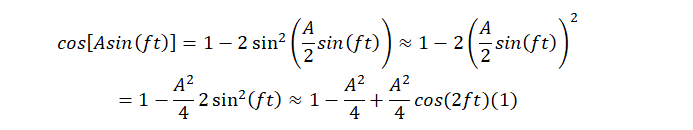 cos[Asin(ft)] = 1 − 2 sin²(A/2 sin(ft)) ≈ 1 − 2(A/2 sin(ft))²
= 1 − A²/4 2 sin²(ft) ≈ 1 − A²/4 + A²/4 cos(2ft)(1)